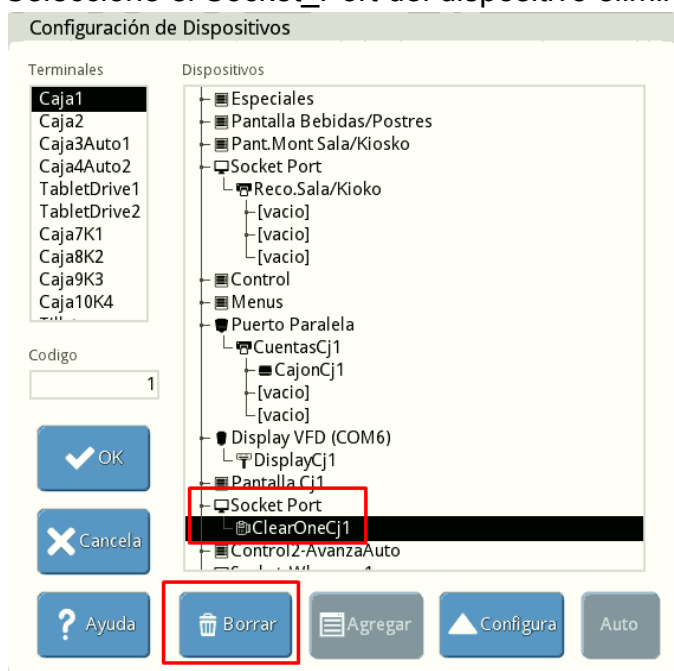 Configuración de Dispositivos
Terminales
Dispositivos
Caja1
Caja2
Caja3Auto1
Caja4Auto2
TabletDrive1
TabletDrive2
Caja7K1
Caja8K2
Caja9K3
Caja10K4
Codigo
1
Especiales
Pantalla Bebidas/Postres
Pant.Mont Sala/Kiosko
Socket Port
Reco.Sala/Kioko
[vacio]
[vacio]
[vacio]
Control
Menus
Puerto Paralela
CuentasCj1
CajonCj1
[vacio]
[vacio]
Display VFD (COM6)
DisplayCj1
Pantalla Cj1
Socket Port
ClearOneCj1
Control2-AvanzaAuto
OK
Cancela
? Ayuda
Borrar
Agregar
Configura
Auto